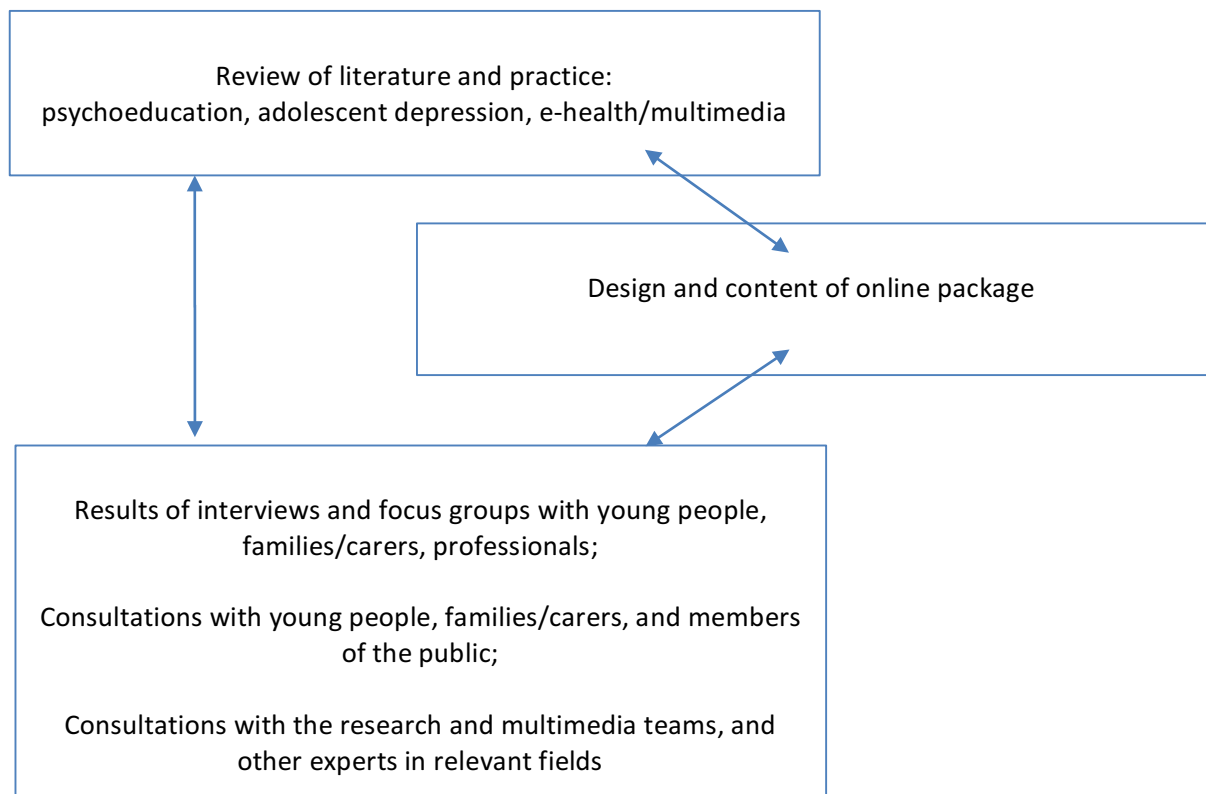 Review of literature and practice:
psychoeducation, adolescent depression, e-health/multimedia
Design and content of online package
Results of interviews and focus groups with young people,
families/carers, professionals;
Consultations with young people, families/carers, and members
of the public;
Consultations with the research and multimedia teams, and
other experts in relevant fields